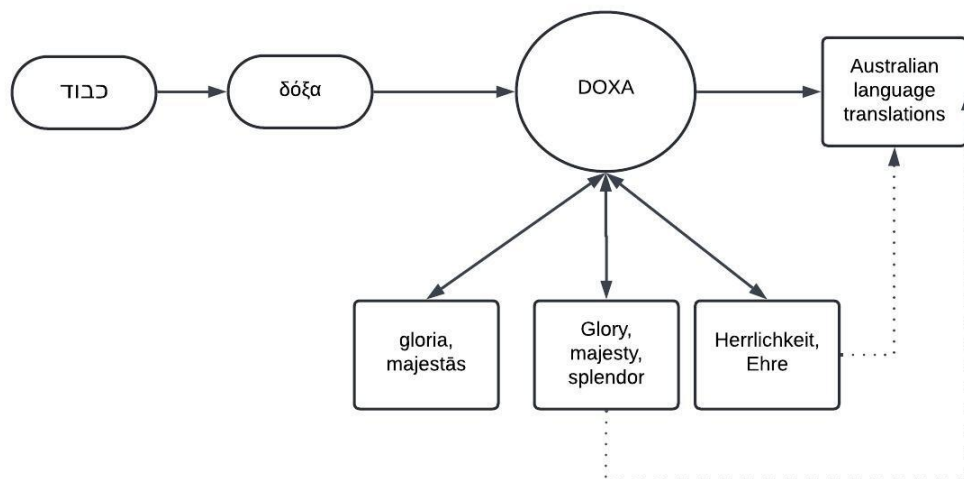 כבוד
δόξα
DOXA
Australian
language
translations
gloria,
majestās
Glory,
majesty,
splendor
Herrlichkeit,
Ehre